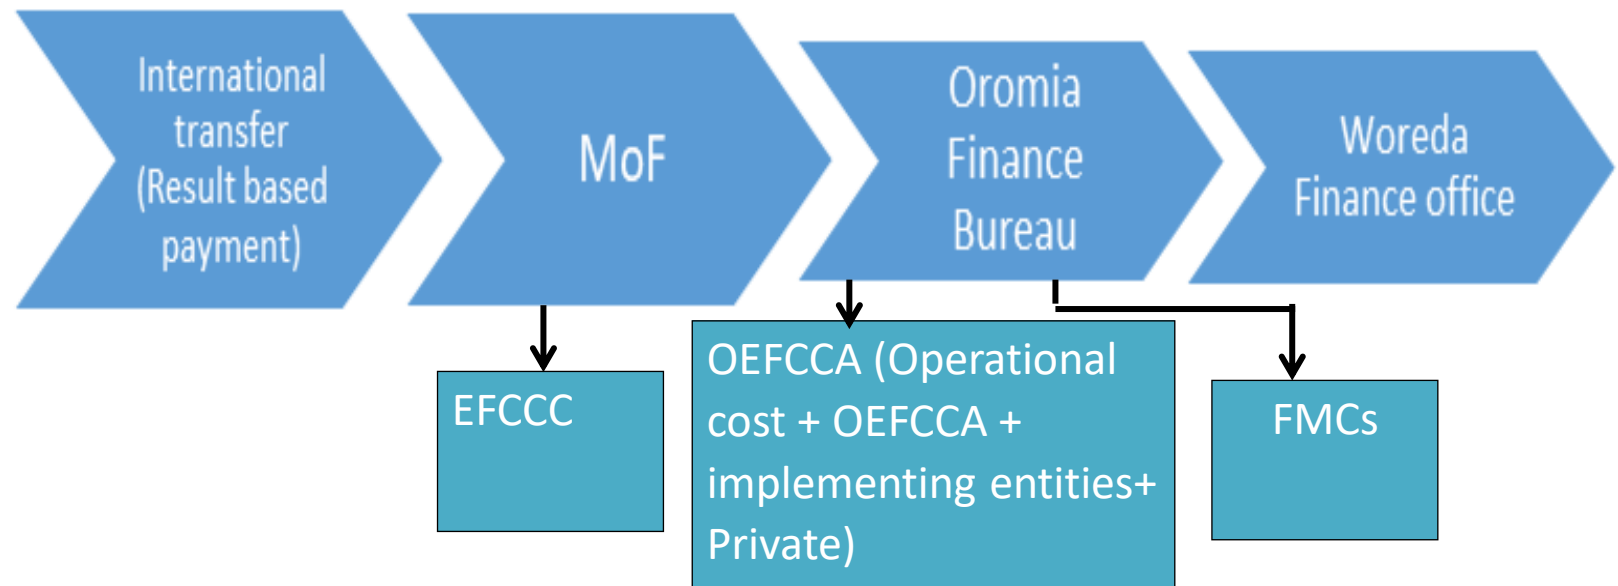 International
transfer
(Result based
payment)
MoF
Oromia
Finance
Bureau
Woreda
Finance office
EFCCC
OEFCCA (Operational
cost + OEFCCA +
implementing entities+
Private)
FMCs